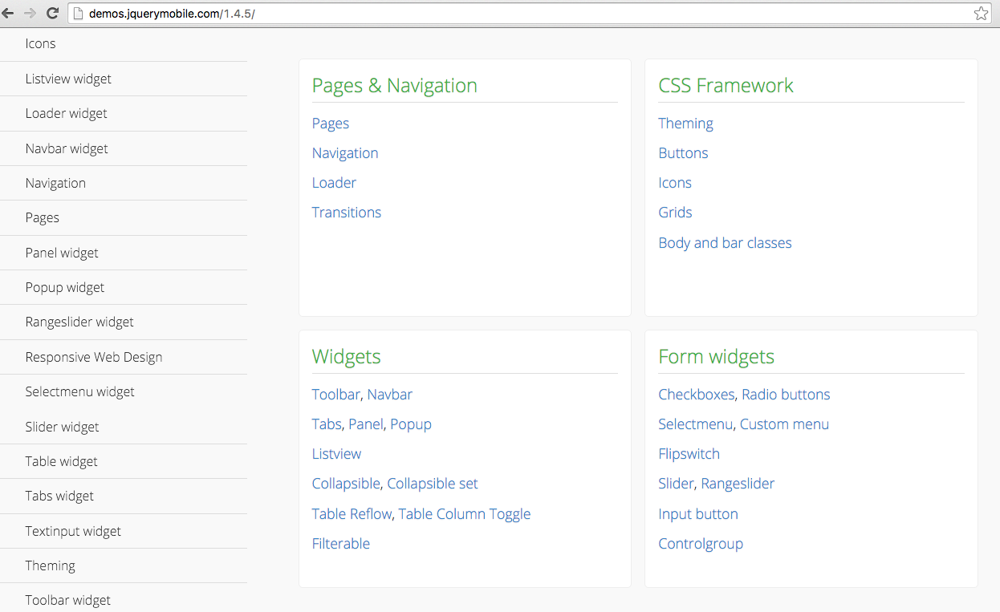 demos.jquerymobile.com/1.4.5/
Icons
Listview widget
Loader widget
Navbar widget
Navigation
Pages
Panel widget
Popup widget
Rangeslider widget
Responsive Web Design
Selectmenu widget
Slider widget
Table widget
Tabs widget
Textinput widget
Theming
Toolbar widget
Pages & Navigation
Pages
Navigation
Loader
Transitions
CSS Framework
Theming
Buttons
Icons
Grids
Body and bar classes
Widgets
Toolbar, Navbar
Tabs, Panel, Popup
Listview
Collapsible, Collapsible set
Table Reflow, Table Column Toggle
Filterable
Form widgets
Checkboxes, Radio buttons
Selectmenu, Custom menu
Flipswitch
Slider, Rangeslider
Input button
Controlgroup